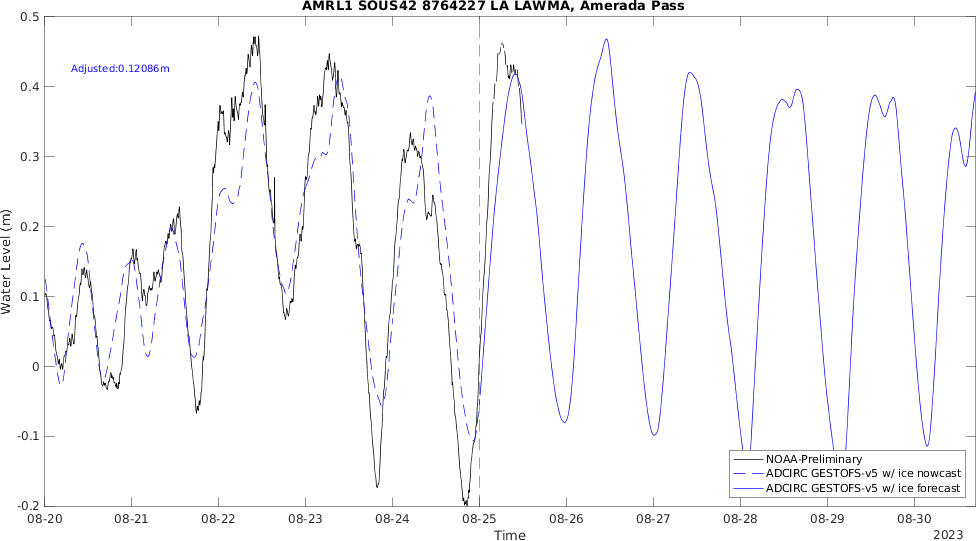 AMRL1 SOUS42 8764227 LA LAWMA, Amerada Pass
Adjusted:0.12086m
Water Level (m)
0.5
0.4
0.3
0.2
0.1
0
-0.1
-0.2
NOAA-Preliminary
ADCIRC GESTOFS-v5 w/ ice nowcast
ADCIRC GESTOFS-v5 w/ ice forecast
08-20 08-21 08-22 08-23 08-24 08-25 08-26 08-27 08-28 08-29 08-30
Time
2023